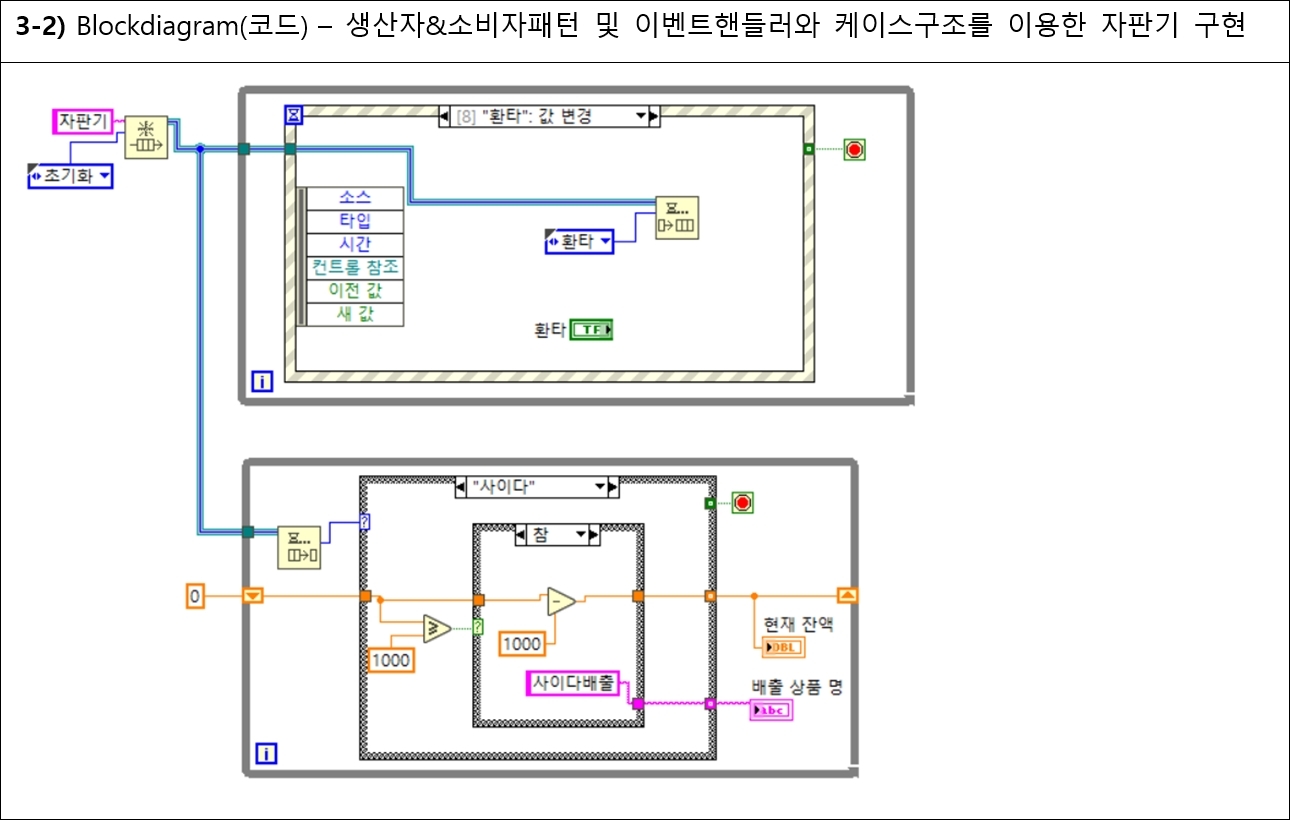 3-2) Blockdiagram(코드) – 생산자&소비자패턴 및 이벤트핸들러와 케이스구조를 이용한 자판기 구현
자판기
초기화
[8] "환타": 값 변경
소스
타입
시간
컨트롤 참조
이전 값
새 값
환타
환타 TF
i
"사이다"
?
참
0
1000
?
1000
사이다배출
현재 잔액
DBL
배출 상품 명
abc
i